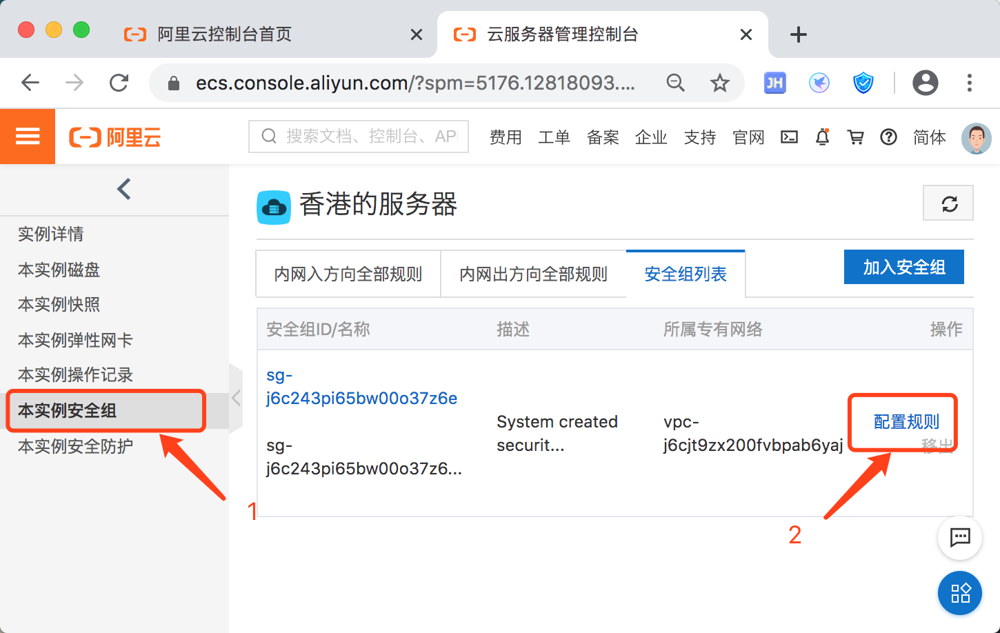 阿里云控制台首页
云服务器管理控制台
ecs.console.aliyun.com/?spm=5176.12818093....
JH
阿里云
搜索文档、控制台、API
费用 工单 备案 企业 支持 官网 简体
香港的服务器
实例详情
本实例磁盘
本实例快照
本实例弹性网卡
本实例操作记录
本实例安全组
本实例安全防护
内网入方向全部规则
内网出方向全部规则
安全组列表
加入安全组
安全组ID/名称 描述 所属专有网络 操作
sg-
j6c243pi65bw00o37z6e
sg-
j6c243pi65bw00o37z6...
System created
securit...
vpc-
j6cjt9zx200fvbpab6yaj
配置规则
移出
1
2